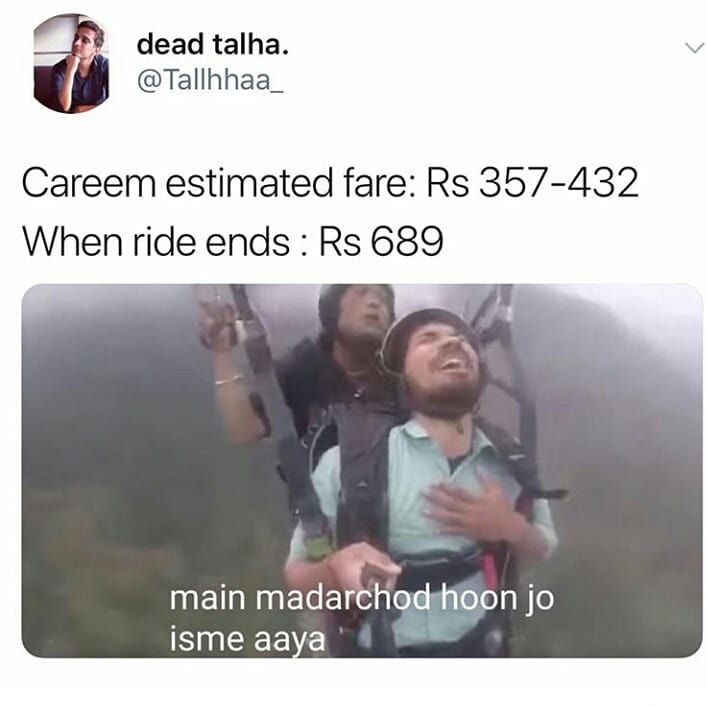 dead talha.
@Tallhhaa_
Careem estimated fare: Rs 357-432
When ride ends : Rs 689
main madarchod hoon jo
isme aaya